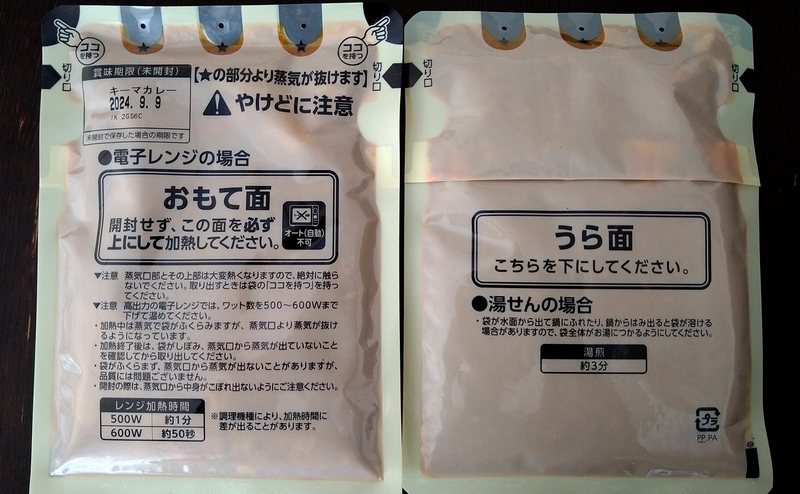 ココ
を持つ
ココ
を持つ
切り口
切り口
賞味期限(未開封)
キーマカレー
2024. 9. 9
IK 2G56C
未開封で保存した場合の期限です
【★の部分より蒸気が抜けます】
やけどに注意
●電子レンジの場合
おもて面
開封せず、この面を必ず
上にして加熱してください。
オート(自動)
不可
▼注意 蒸気口部とその上部は大変熱くなりますので、絶対に触ら
ないでください。取り出すときは袋の「ココを持つ」を持っ
てください。
▼注意 高出力の電子レンジでは、ワット数を500～600Wまで
下げて温めてください。
・加熱中は蒸気で袋がふくらみますが、蒸気口より蒸気が抜け
るようになっています。
・加熱終了後は、袋がしぼみ、蒸気口から蒸気が出ていないこと
を確認してから取り出してください。
・袋がふくらまず、蒸気口から蒸気が出ないことがありますが、
品質には問題ございません。
・開封の際は、蒸気口から中身がこぼれ出ないようにご注意ください。
レンジ加熱時間
500W 約1分
600W 約50秒
※調理機種により、加熱時間に
差が出ることがあります。
切り口
切り口
うら面
こちらを下にしてください。
●湯せんの場合
・袋が水面から出て鍋にふれたり、鍋からはみ出ると袋が溶ける
場合がありますので、袋全体がお湯につかるようにしてください。
湯煎
約3分
プラ
PP,PA